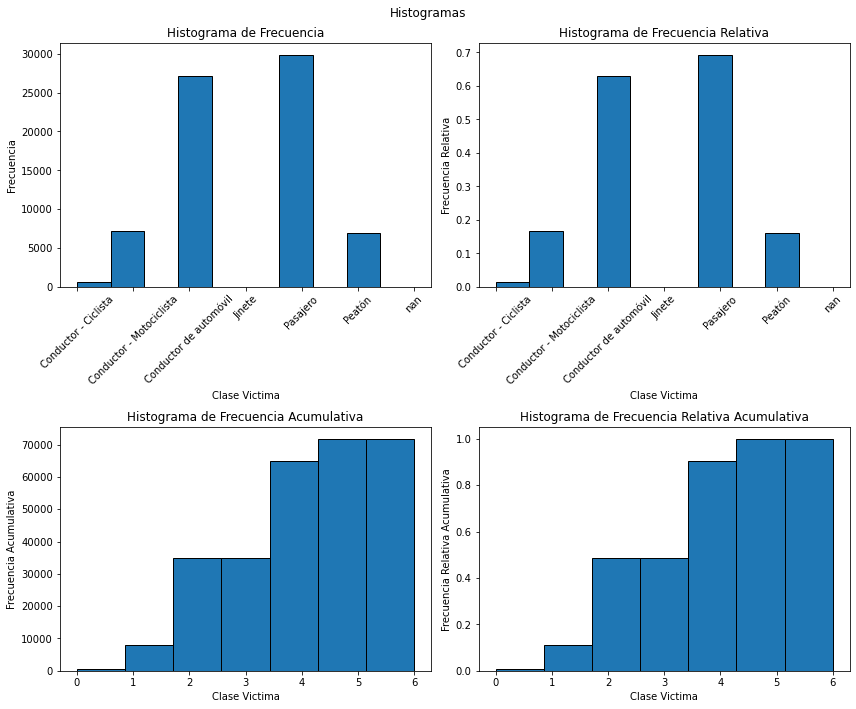 Histogramas
Histograma de Frecuencia
Frecuencia
30000
25000
20000
15000
10000
5000
0
Conductor - Ciclista
Conductor - Motociclista
Conductor de automóvil
Jinete
Pasajero
Peatón
nan
Clase Victima
Histograma de Frecuencia Relativa
Frecuencia Relativa
0.7
0.6
0.5
0.4
0.3
0.2
0.1
0.0
Conductor - Ciclista
Conductor - Motociclista
Conductor de automóvil
Jinete
Pasajero
Peatón
nan
Clase Victima
Histograma de Frecuencia Acumulativa
Frecuencia Acumulativa
70000
60000
50000
40000
30000
20000
10000
0
0 1 2 3 4 5 6
Clase Victima
Histograma de Frecuencia Relativa Acumulativa
Frecuencia Relativa Acumulativa
1.0
0.8
0.6
0.4
0.2
0.0
0 1 2 3 4 5 6
Clase Victima